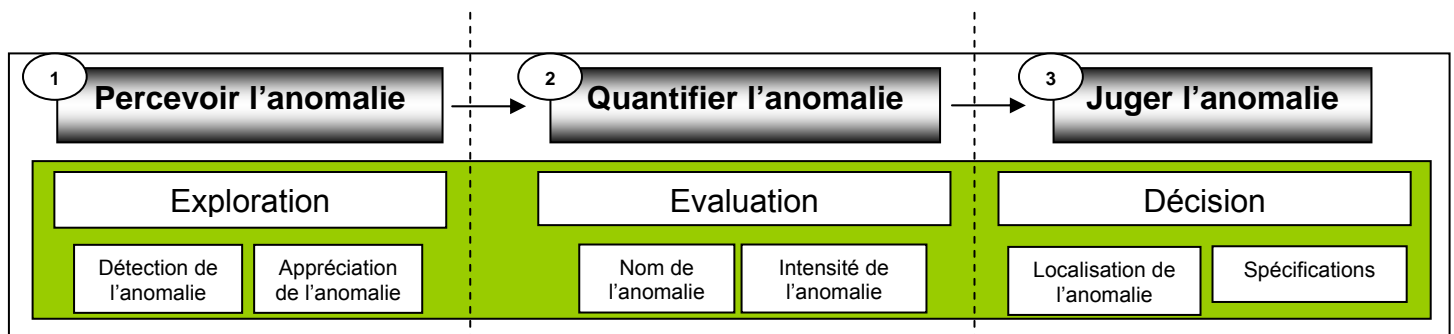 1
Percevoir l’anomalie
2
Quantifier l’anomalie
3
Juger l’anomalie
Exploration
Evaluation
Décision
Détection de
l’anomalie
Appréciation
de l’anomalie
Nom de
l’anomalie
Intensité de
l’anomalie
Localisation de
l’anomalie
Spécifications